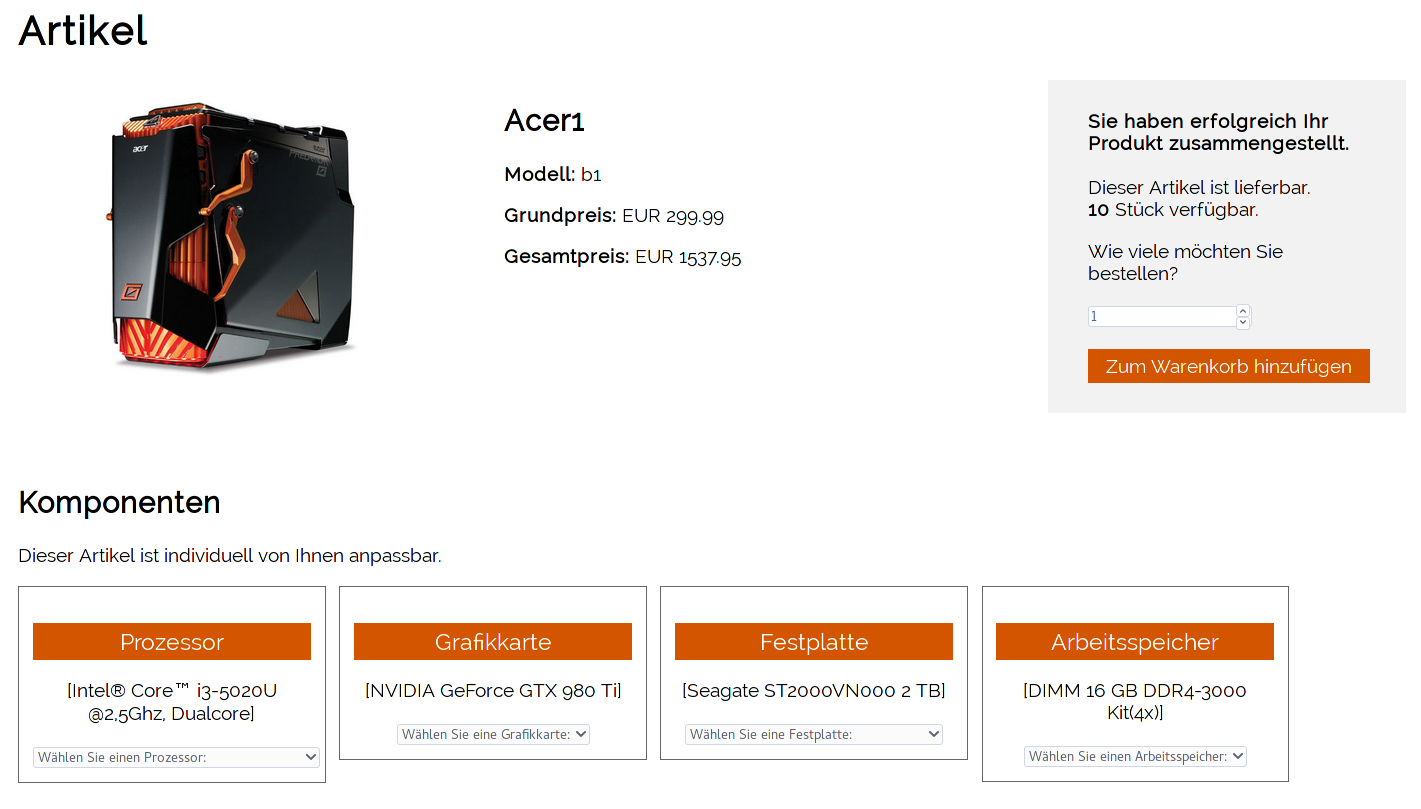 Artikel
acer
acer
PREDATOR
Acer1
Modell: b1
Grundpreis: EUR 299.99
Gesamtpreis: EUR 1537.95
Sie haben erfolgreich Ihr
Produkt zusammengestellt.
Dieser Artikel ist lieferbar.
10 Stück verfügbar.
Wie viele möchten Sie
bestellen?
1
Zum Warenkorb hinzufügen
Komponenten
Dieser Artikel ist individuell von Ihnen anpassbar.
Prozessor
[Intel® Core™ i3-5020U
@2,5Ghz, Dualcore]
Wählen Sie einen Prozessor:
Grafikkarte
[NVIDIA GeForce GTX 980 Ti]
Wählen Sie eine Grafikkarte:
Festplatte
[Seagate ST2000VN000 2 TB]
Wählen Sie eine Festplatte:
Arbeitsspeicher
[DIMM 16 GB DDR4-3000
Kit(4x)]
Wählen Sie einen Arbeitsspeicher: